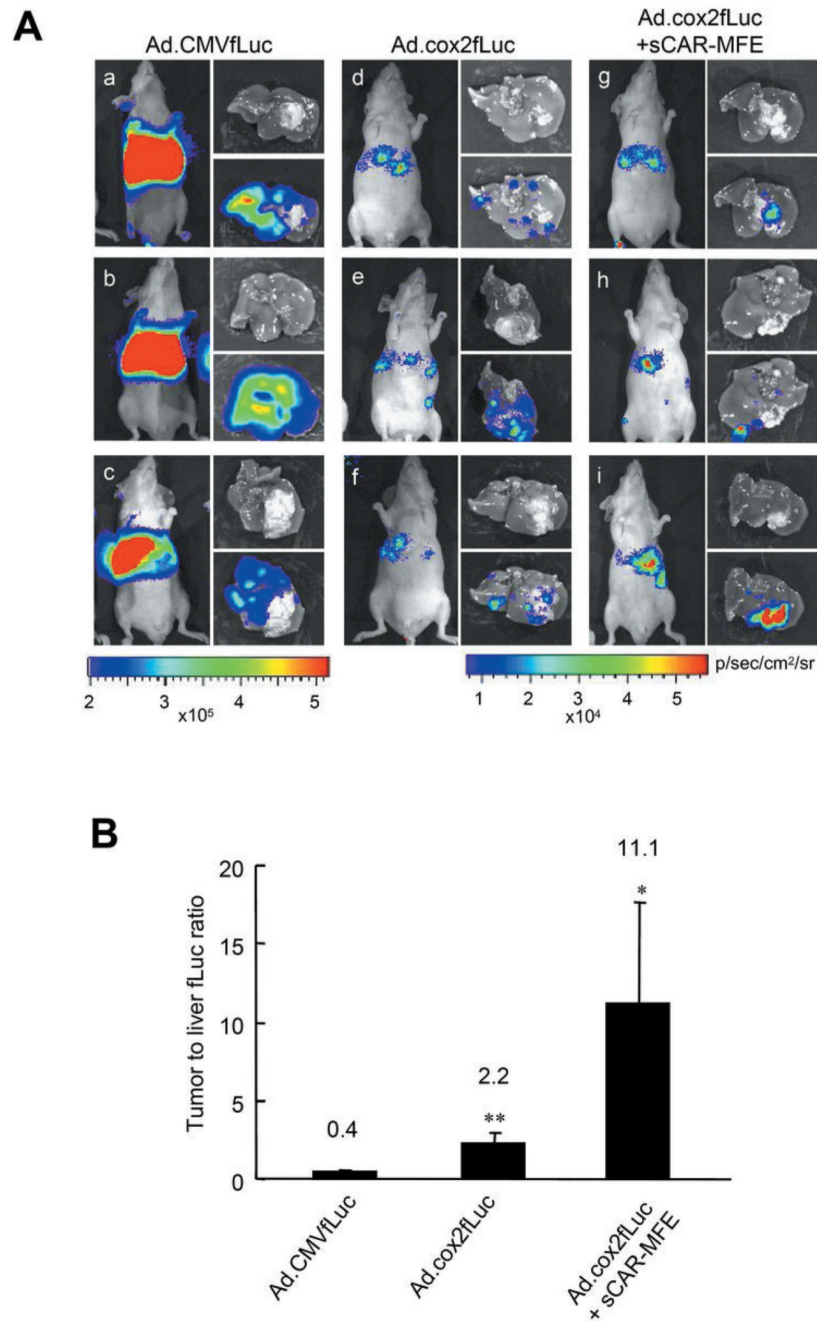 A
Ad.CMVfLuc
Ad.cox2fLuc
Ad.cox2fLuc
+sCAR-MFE
a
d
g
b
e
h
c
f
i
2 3 4 5
x10⁵
1 2 3 4 5
x10⁴
p/sec/cm²/sr
B
Tumor to liver fLuc ratio
20
15
10
5
0
0.4
2.2
**
11.1
*
Ad.CMVfLuc
Ad.cox2fLuc
Ad.cox2fLuc
+ sCAR-MFE